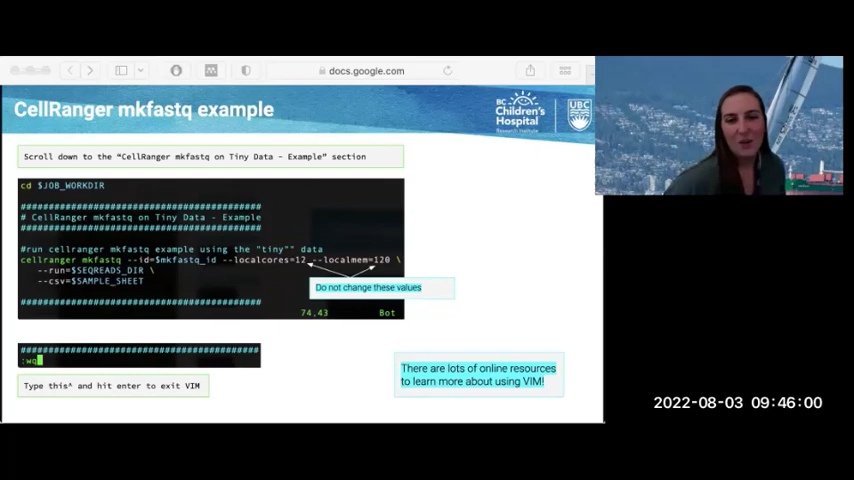 docs.google.com
CellRanger mkfastq example
BC
Children's
Hospital
Research Institute
UBC
Scroll down to the “CellRanger mkfastq on Tiny Data - Example” section
cd $JOB_WORKDIR
###########################################
# CellRanger mkfastq on Tiny Data - Example
###########################################
#run cellranger mkfastq example using the "tiny"" data
cellranger mkfastq --id=$mkfastq_id --localcores=12 --localmem=120 \
--run=$SEQREADS_DIR \
--csv=$SAMPLE_SHEET
###########################################
Do not change these values
74,43 Bot
###########################################
:wq
Type this^ and hit enter to exit VIM
There are lots of online resources
to learn more about using VIM!
2022-08-03 09:46:00